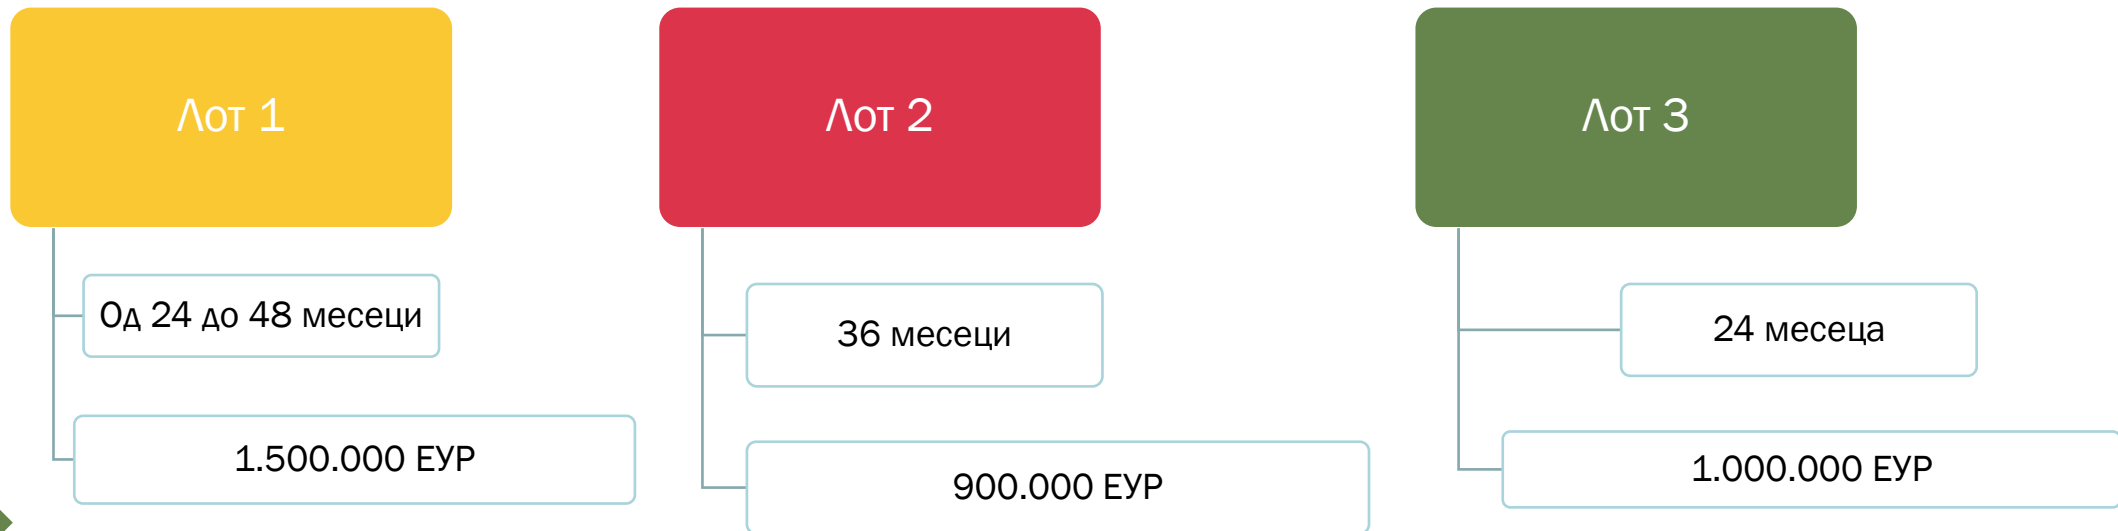 Лот 1
Од 24 до 48 месеци
1.500.000 ЕУР
Лот 2
36 месеци
900.000 ЕУР
Лот 3
24 месеца
1.000.000 ЕУР